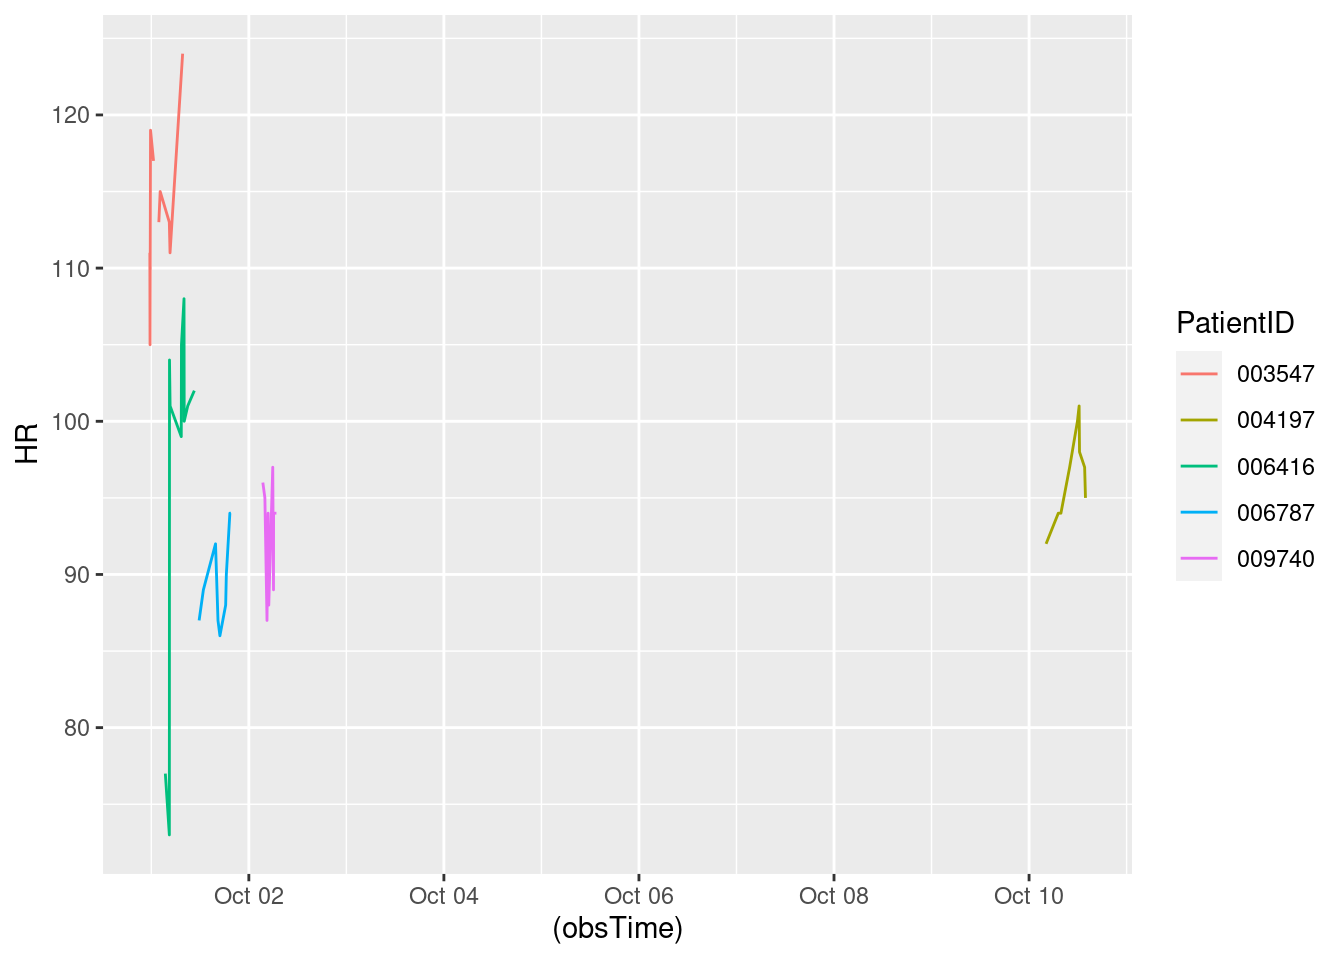 120
110
100
90
80
HR
Oct 02
Oct 04
Oct 06
Oct 08
Oct 10
(obsTime)
PatientID
003547
004197
006416
006787
009740